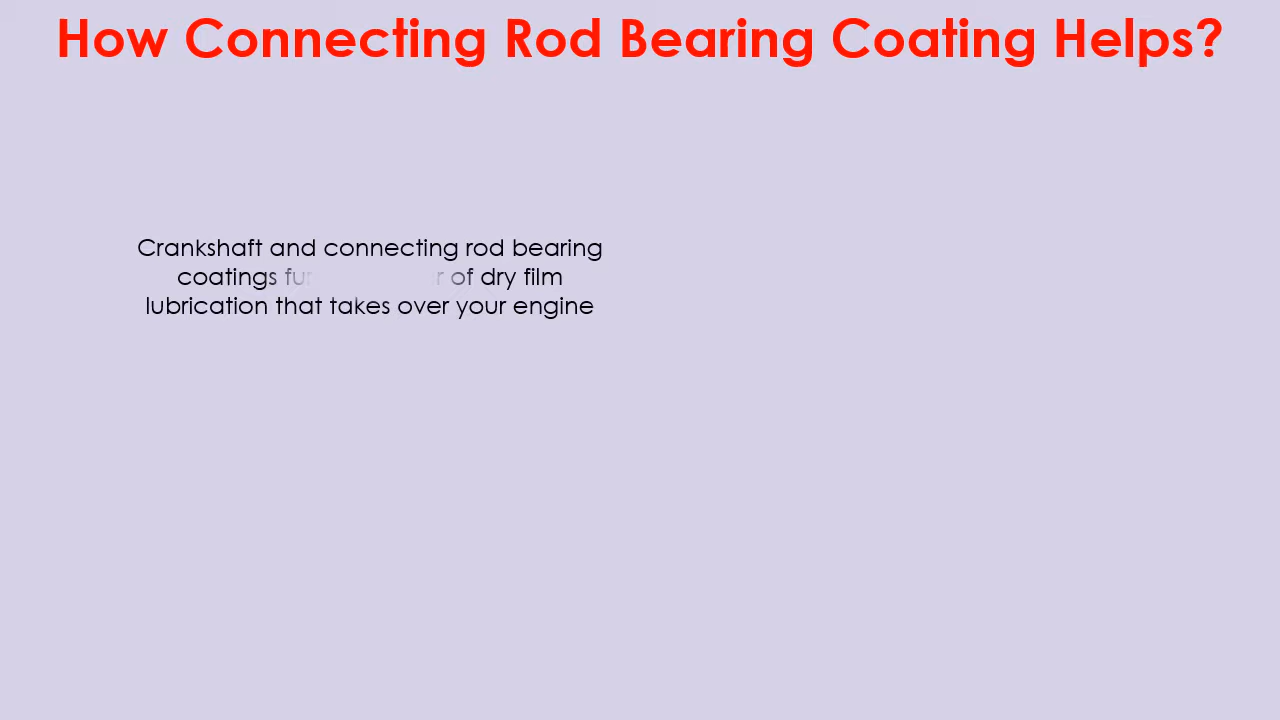 How Connecting Rod Bearing Coating Helps?
Crankshaft and connecting rod bearing
coatings of dry film
lubrication that takes over your engine